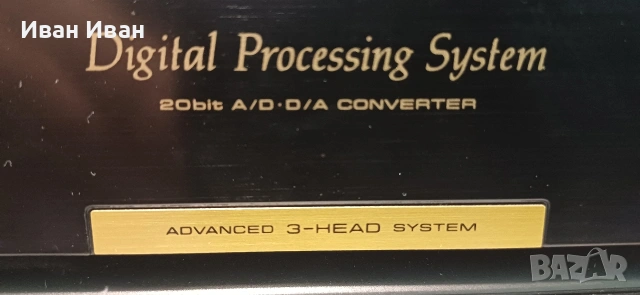 Иван Иван
Digital Processing System
20bit A/D·D/A CONVERTER
ADVANCED 3-HEAD SYSTEM
BAZAR